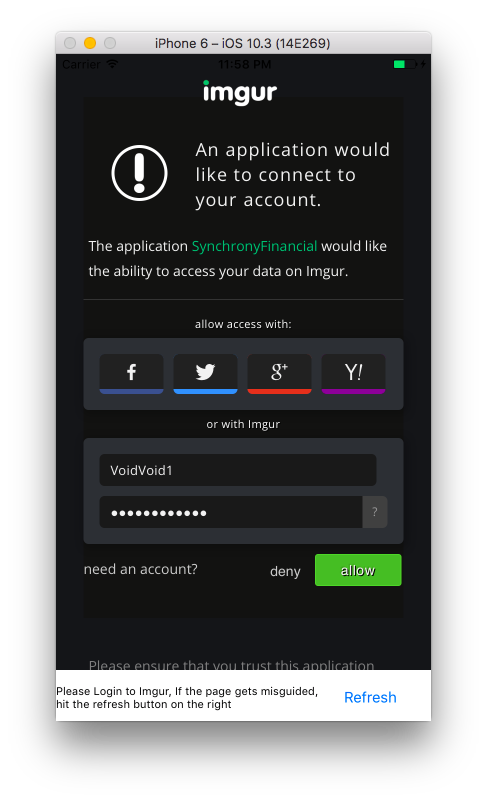 iPhone 6 – iOS 10.3 (14E269)
Carrier 11:58 PM
imgur
An application would
like to connect to
your account.
The application SynchronyFinancial would like
the ability to access your data on Imgur.
allow access with:
f g+ Y!
or with Imgur
VoidVoid1
●●●●●●●●●●●● ?
need an account? deny allow
Please ensure that you trust this application
Please Login to Imgur, If the page gets misguided,
hit the refresh button on the right
Refresh